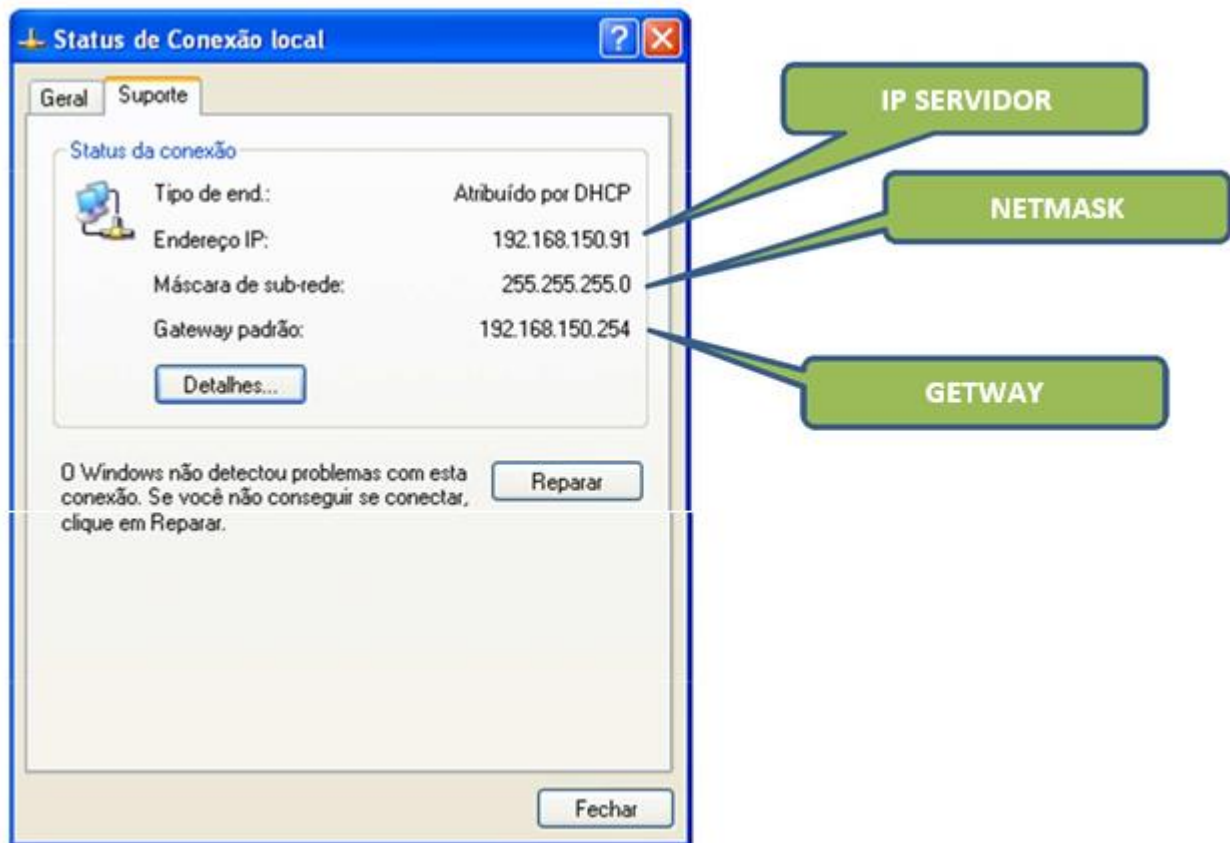 Status de Conexão local
Geral
Suporte
IP SERVIDOR
Status da conexão
Tipo de end.: Atribuído por DHCP
NETMASK
Endereço IP: 192.168.150.91
Máscara de sub-rede: 255.255.255.0
Gateway padrão: 192.168.150.254
Detalhes...
GETWAY
O Windows não detectou problemas com esta
conexão. Se você não conseguir se conectar,
clique em Reparar.
Reparar
Fechar